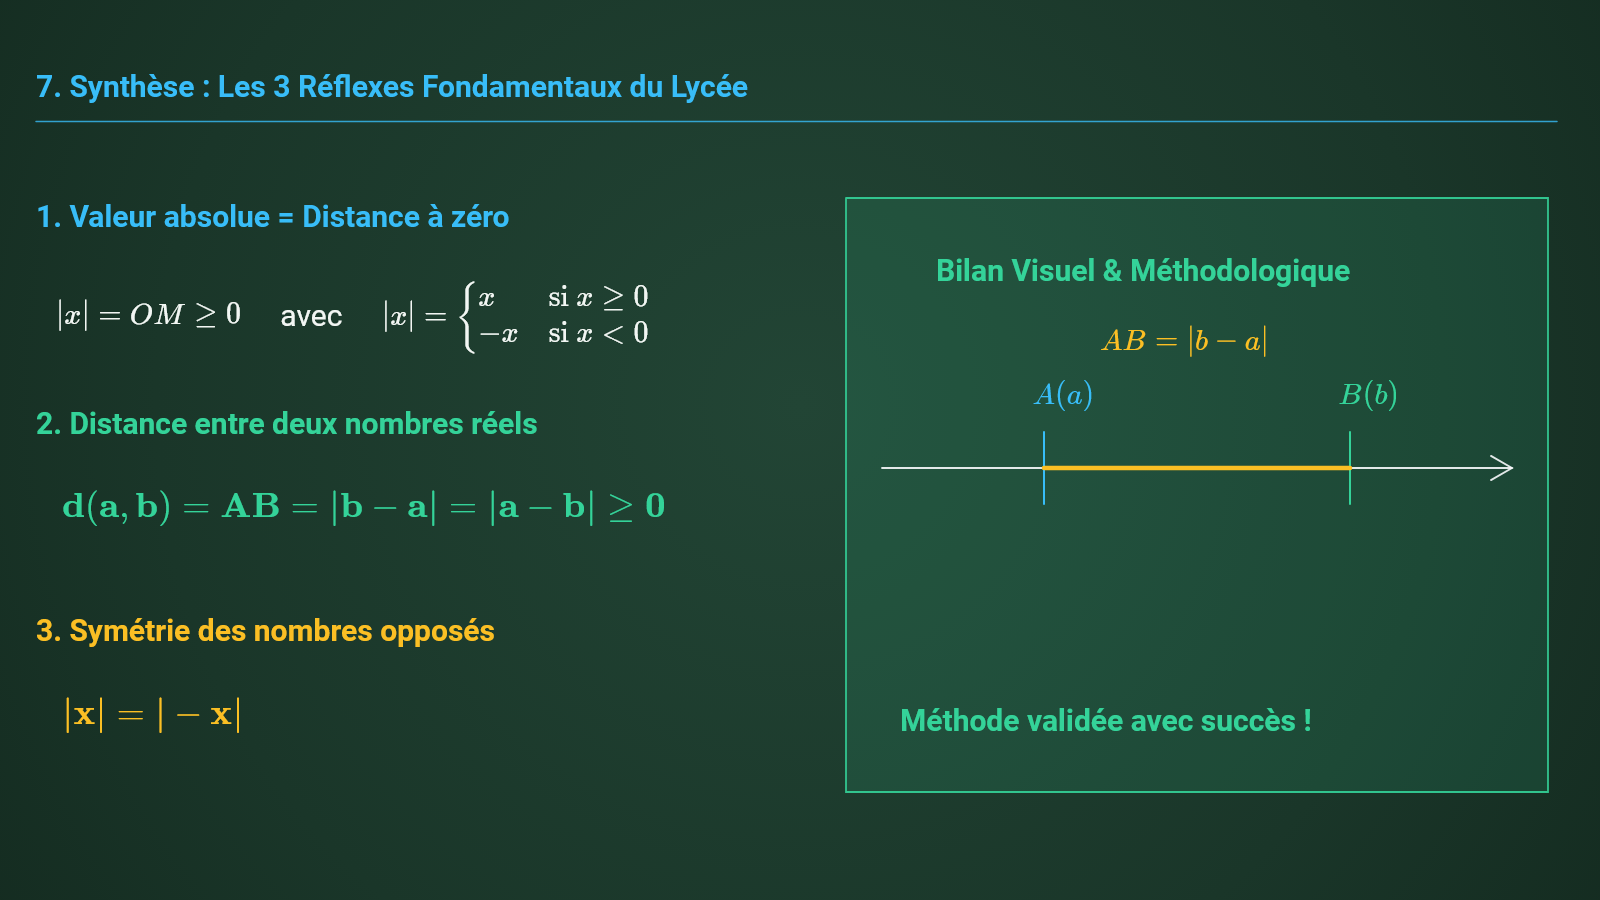 7. Synthèse : Les 3 Réflexes Fondamentaux du Lycée
1. Valeur absolue = Distance à zéro
|x| = OM ≥ 0 avec |x| = { x si x ≥ 0
−x si x < 0
2. Distance entre deux nombres réels
d(a, b) = AB = |b − a| = |a − b| ≥ 0
3. Symétrie des nombres opposés
|x| = | − x|
Bilan Visuel & Méthodologique
AB = |b − a|
A(a) B(b)
Méthode validée avec succès !